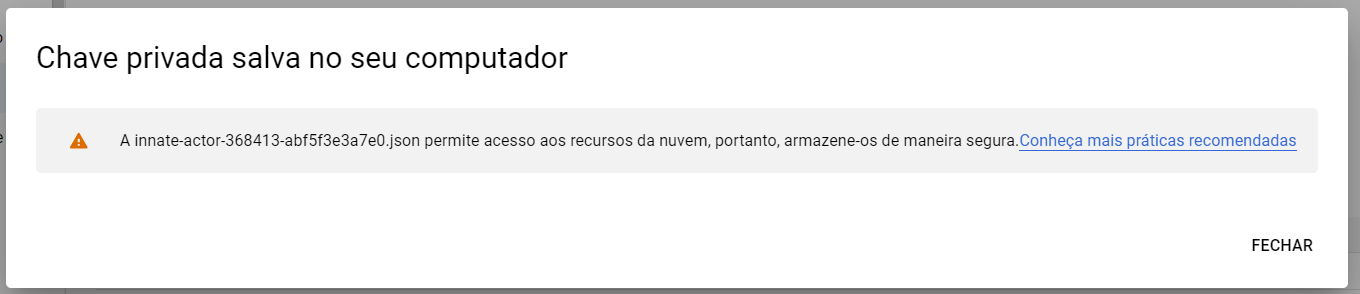 Chave privada salva no seu computador
A innate-actor-368413-abf5f3e3a7e0.json permite acesso aos recursos da nuvem, portanto, armazene-os de maneira segura.Conheça mais práticas recomendadas
FECHAR